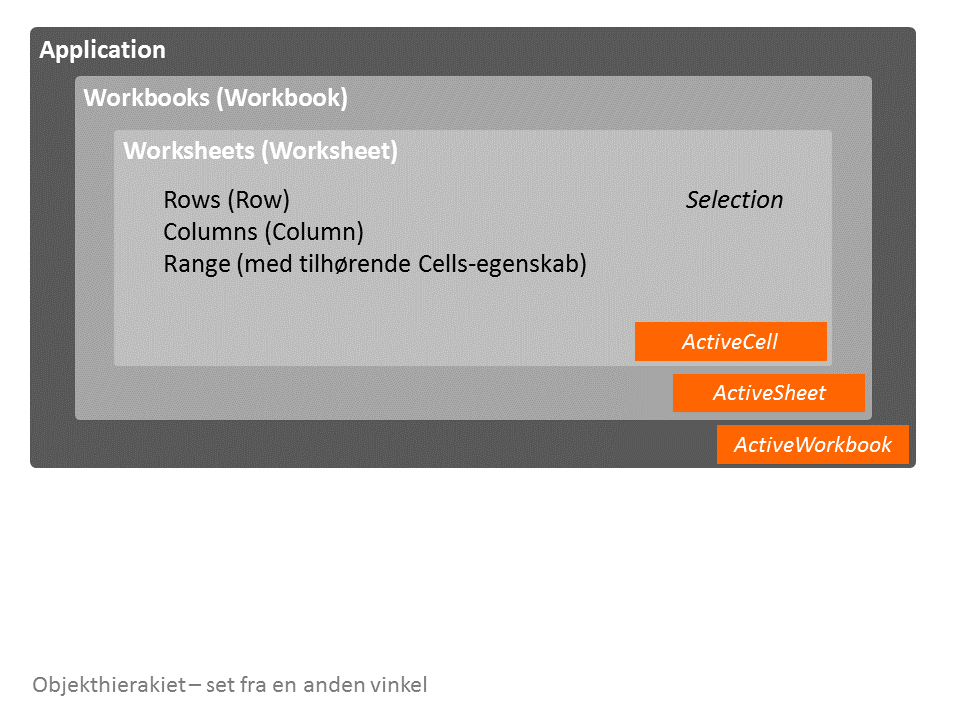 Application
Workbooks (Workbook)
Worksheets (Worksheet)
Rows (Row)
Selection
Columns (Column)
Range (med tilhørende Cells-egenskab)
ActiveCell
ActiveSheet
ActiveWorkbook
Objekthierakiet – set fra en anden vinkel